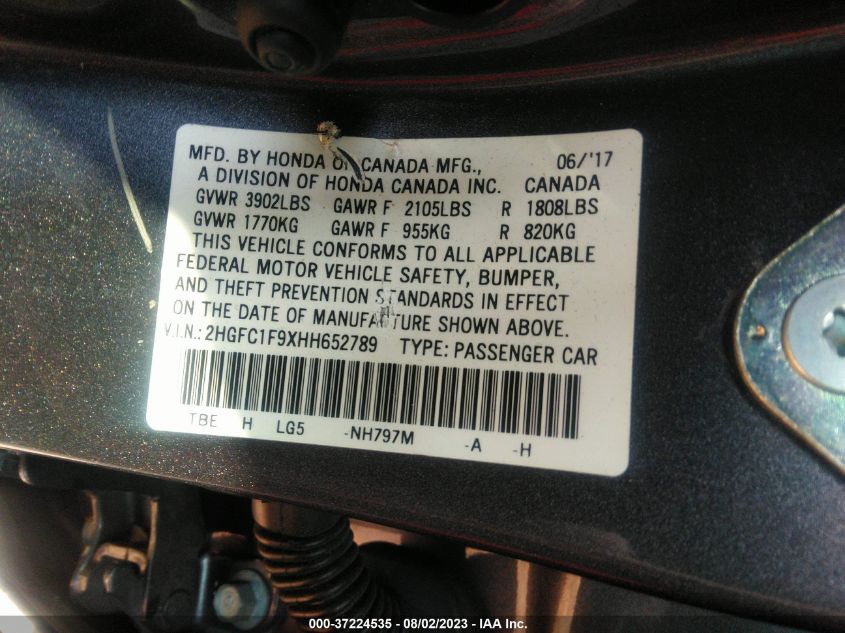 MFD. BY HONDA OF CANADA MFG., 06/'17
A DIVISION OF HONDA CANADA INC. CANADA
GVWR 3902LBS GAWR F 2105LBS R 1808LBS
GVWR 1770KG GAWR F 955KG R 820KG
THIS VEHICLE CONFORMS TO ALL APPLICABLE
FEDERAL MOTOR VEHICLE SAFETY, BUMPER,
AND THEFT PREVENTION STANDARDS IN EFFECT
ON THE DATE OF MANUFACTURE SHOWN ABOVE.
V.I.N.: 2HGFC1F9XHH652789 TYPE: PASSENGER CAR
TBE H LG5 -NH797M -A -H
000-37224535 - 08/02/2023 - IAA Inc.